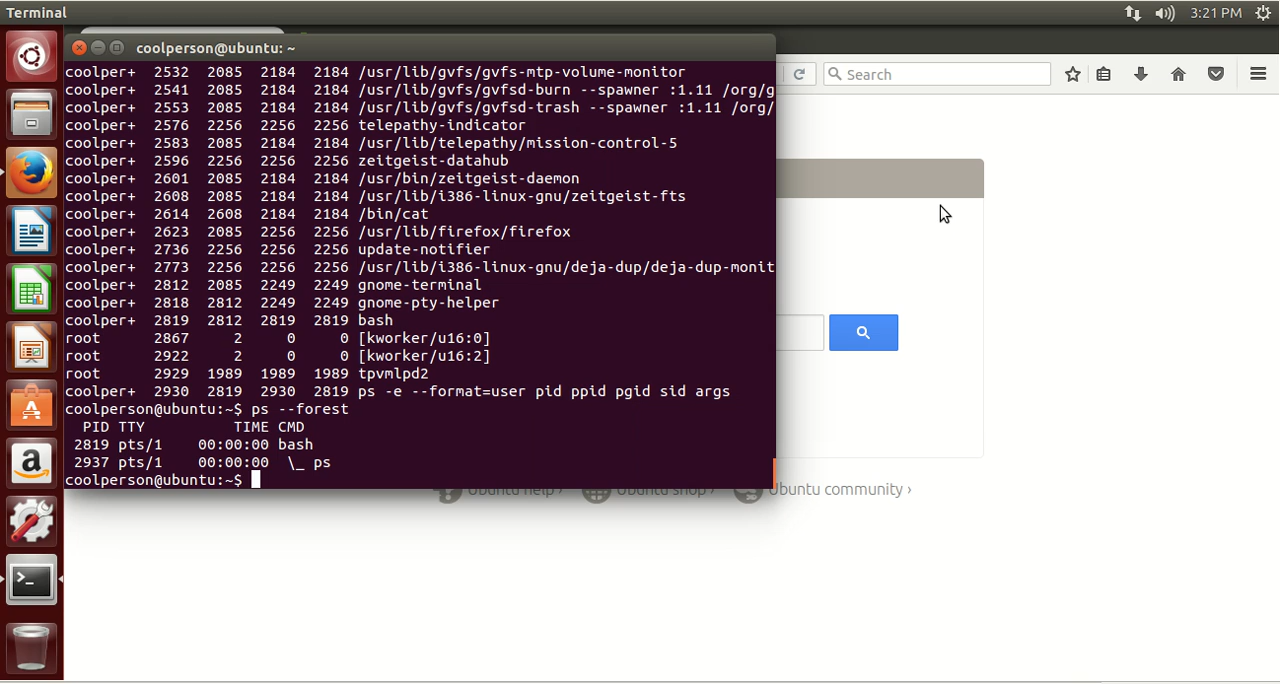 Terminal
3:21 PM
coolperson@ubuntu: ~
Search
coolper+ 2532 2085 2184 2184 /usr/lib/gvfs/gvfs-mtp-volume-monitor
coolper+ 2541 2085 2184 2184 /usr/lib/gvfs/gvfsd-burn --spawner :1.11 /org/g
coolper+ 2553 2085 2184 2184 /usr/lib/gvfs/gvfsd-trash --spawner :1.11 /org/
coolper+ 2576 2256 2256 2256 telepathy-indicator
coolper+ 2583 2085 2184 2184 /usr/lib/telepathy/mission-control-5
coolper+ 2596 2256 2256 2256 zeitgeist-datahub
coolper+ 2601 2085 2184 2184 /usr/bin/zeitgeist-daemon
coolper+ 2608 2085 2184 2184 /usr/lib/i386-linux-gnu/zeitgeist-fts
coolper+ 2614 2608 2184 2184 /bin/cat
coolper+ 2623 2085 2256 2256 /usr/lib/firefox/firefox
coolper+ 2736 2256 2256 2256 update-notifier
coolper+ 2773 2256 2256 2256 /usr/lib/i386-linux-gnu/deja-dup/deja-dup-monit
coolper+ 2812 2085 2249 2249 gnome-terminal
coolper+ 2818 2812 2249 2249 gnome-pty-helper
coolper+ 2819 2812 2819 2819 bash
root 2867 2 0 0 [kworker/u16:0]
root 2922 2 0 0 [kworker/u16:2]
root 2929 1989 1989 1989 tpvmlpd2
coolper+ 2930 2819 2930 2819 ps -e --format=user pid ppid pgid sid args
coolperson@ubuntu:~$ ps --forest
PID TTY TIME CMD
2819 pts/1 00:00:00 bash
2937 pts/1 00:00:00 \_ ps
coolperson@ubuntu:~$
Ubuntu help › Ubuntu shop › Ubuntu community ›